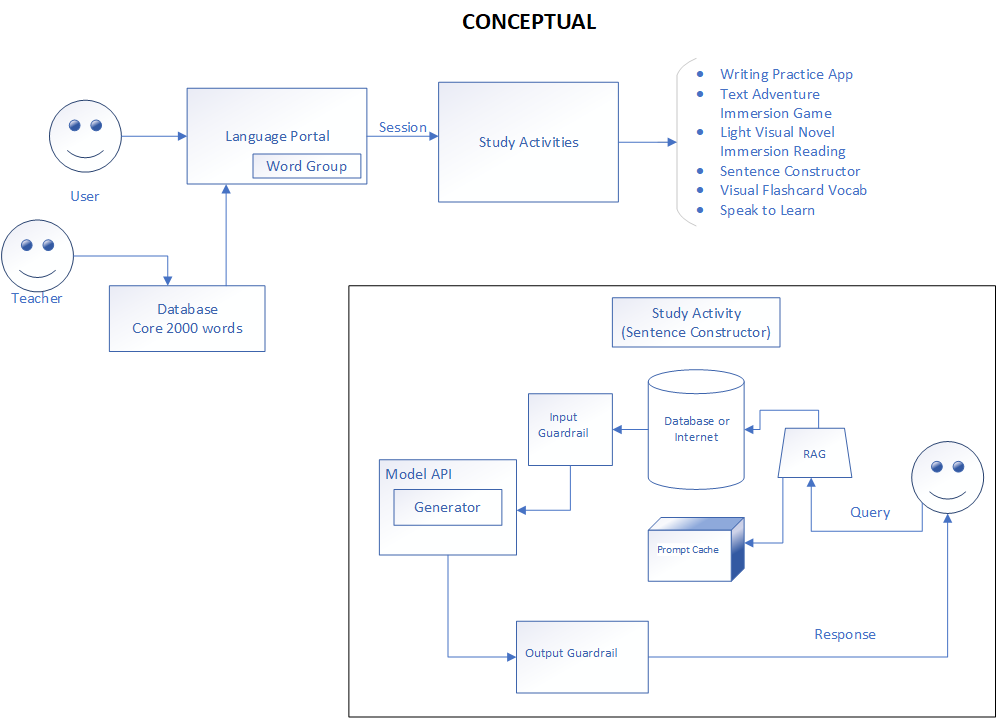 CONCEPTUAL
User
Language Portal
Word Group
Session
Study Activities
Writing Practice App
Text Adventure
Immersion Game
Light Visual Novel
Immersion Reading
Sentence Constructor
Visual Flashcard Vocab
Speak to Learn
Teacher
Database
Core 2000 words
Study Activity
(Sentence Constructor)
Input
Guardrail
Database or
Internet
RAG
Model API
Generator
Query
Prompt Cache
Response
Output Guardrail